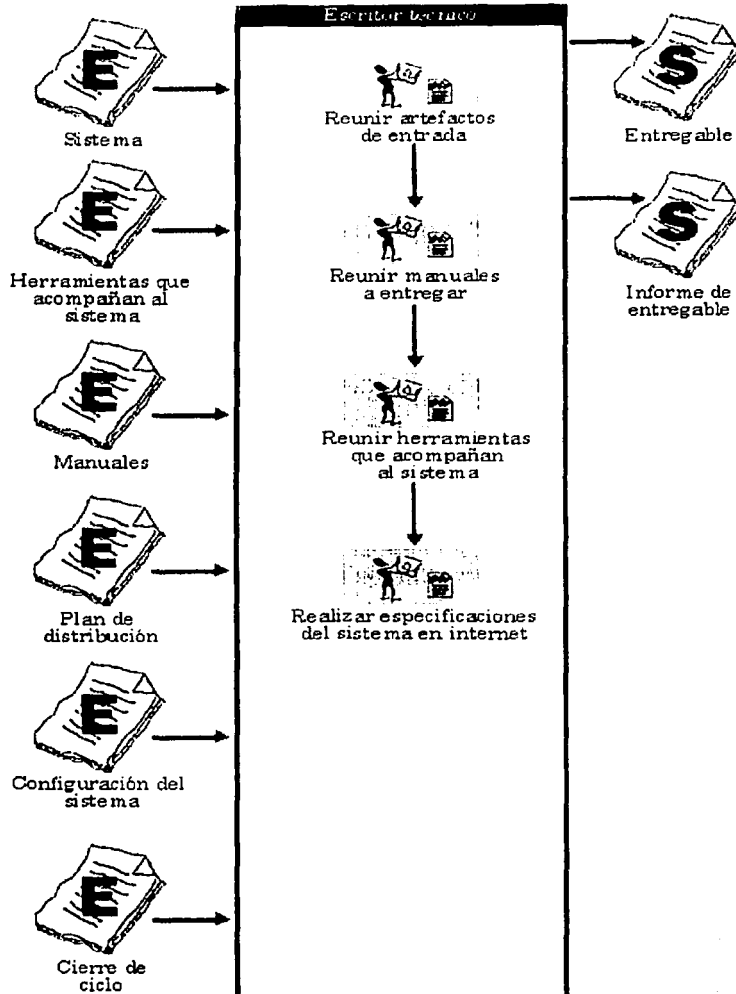 Escritor técnico
E
Sistema
E
Herramientas que
acompañan al
sistema
E
Manuales
E
Plan de
distribución
E
Configuración del
sistema
E
Cierre de
ciclo
Reunir artefactos
de entrada
Reunir manuales
a entregar
Reunir herramientas
que acompañan
al sistema
Realizar especificaciones
del sistema en internet
S
Entregable
S
Informe de
entregable